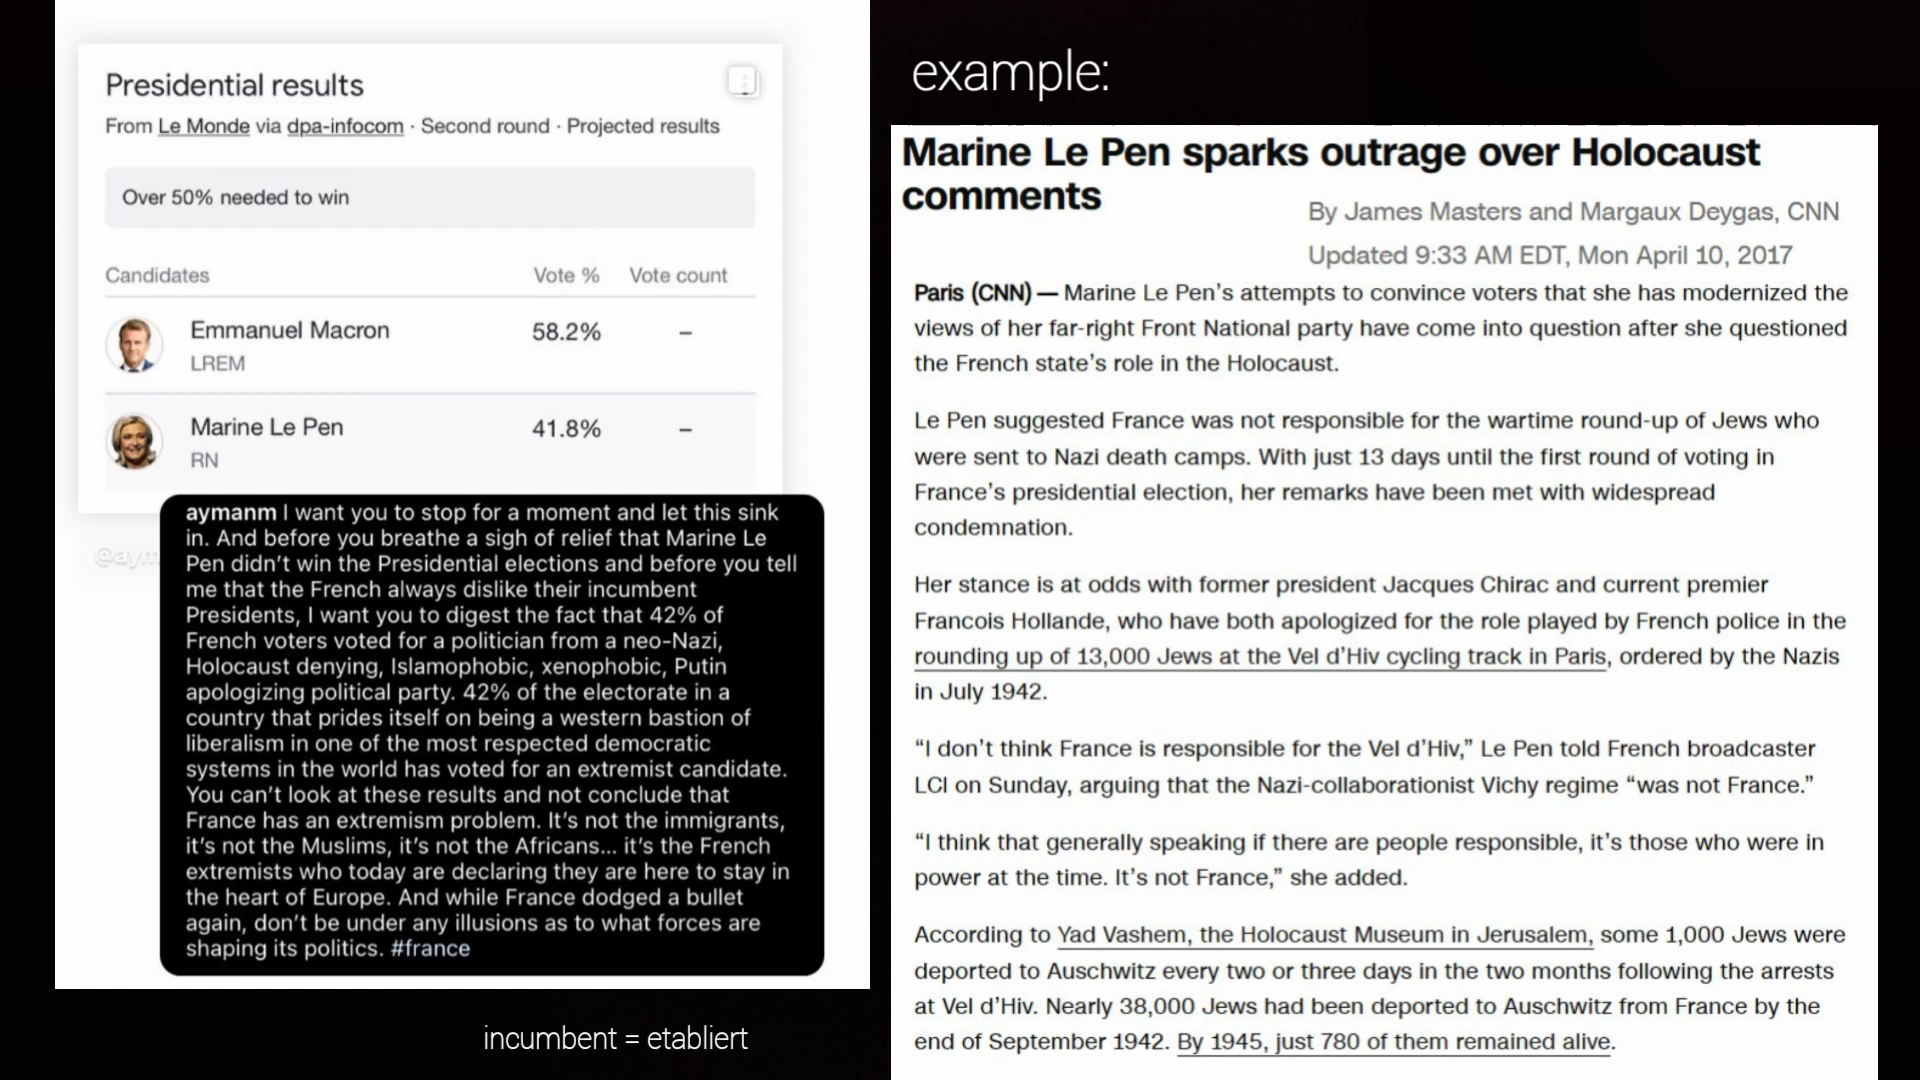 Presidential results
From Le Monde via dpa-infocom · Second round · Projected results
Over 50% needed to win
Candidates Vote % Vote count
Emmanuel Macron 58.2% –
LREM
Marine Le Pen 41.8% –
RN
@aym
aymanm I want you to stop for a moment and let this sink
in. And before you breathe a sigh of relief that Marine Le
Pen didn't win the Presidential elections and before you tell
me that the French always dislike their incumbent
Presidents, I want you to digest the fact that 42% of
French voters voted for a politician from a neo-Nazi,
Holocaust denying, Islamophobic, xenophobic, Putin
apologizing political party. 42% of the electorate in a
country that prides itself on being a western bastion of
liberalism in one of the most respected democratic
systems in the world has voted for an extremist candidate.
You can't look at these results and not conclude that
France has an extremism problem. It's not the immigrants,
it's not the Muslims, it's not the Africans... it's the French
extremists who today are declaring they are here to stay in
the heart of Europe. And while France dodged a bullet
again, don't be under any illusions as to what forces are
shaping its politics. #france
incumbent = etabliert
example:
Marine Le Pen sparks outrage over Holocaust
comments
By James Masters and Margaux Deygas, CNN
Updated 9:33 AM EDT, Mon April 10, 2017
Paris (CNN) — Marine Le Pen's attempts to convince voters that she has modernized the
views of her far-right Front National party have come into question after she questioned
the French state's role in the Holocaust.
Le Pen suggested France was not responsible for the wartime round-up of Jews who
were sent to Nazi death camps. With just 13 days until the first round of voting in
France's presidential election, her remarks have been met with widespread
condemnation.
Her stance is at odds with former president Jacques Chirac and current premier
Francois Hollande, who have both apologized for the role played by French police in the
rounding up of 13,000 Jews at the Vel d'Hiv cycling track in Paris, ordered by the Nazis
in July 1942.
“I don't think France is responsible for the Vel d'Hiv,” Le Pen told French broadcaster
LCI on Sunday, arguing that the Nazi-collaborationist Vichy regime “was not France.”
“I think that generally speaking if there are people responsible, it's those who were in
power at the time. It's not France,” she added.
According to Yad Vashem, the Holocaust Museum in Jerusalem, some 1,000 Jews were
deported to Auschwitz every two or three days in the two months following the arrests
at Vel d'Hiv. Nearly 38,000 Jews had been deported to Auschwitz from France by the
end of September 1942. By 1945, just 780 of them remained alive.